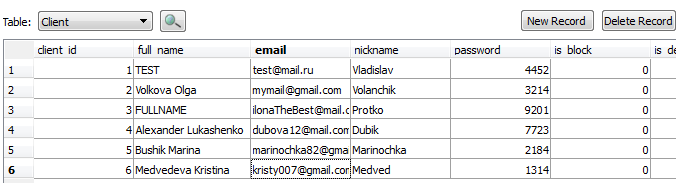 Table: Client New Record Delete Record
client_id full_name email nickname password is_block is_de
1 1 TEST test@mail.ru Vladislav 4452 0
2 2 Volkova Olga mymail@gmail.com Volanchik 3214 0
3 3 FULLNAME ilonaTheBest@mail.c Protko 9201 0
4 4 Alexander Lukashenko dubova12@mail.com Dubik 7723 0
5 5 Bushik Marina marinochka82@gmai Marinochka 2184 0
6 6 Medvedeva Kristina kristy007@gmail.com Medved 1314 0